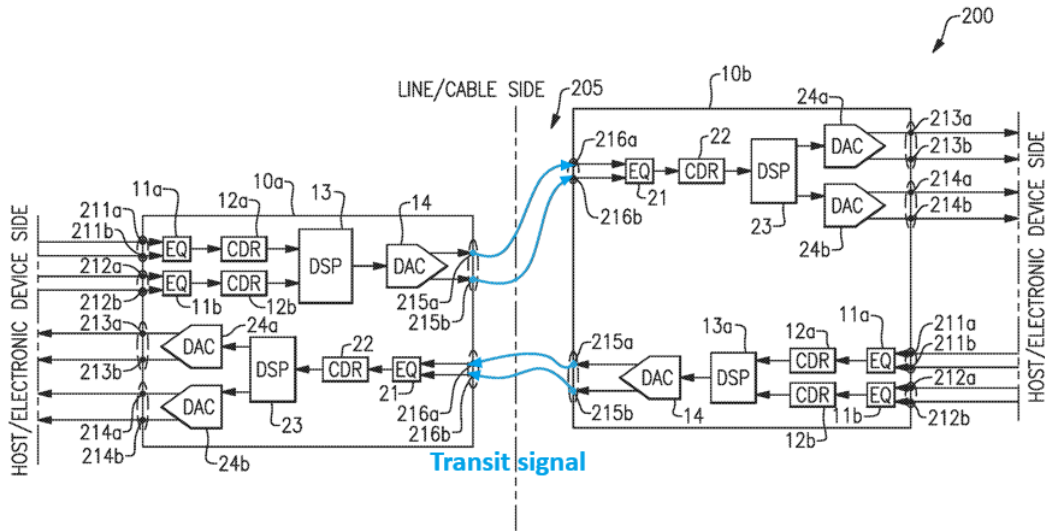 200
LINE/CABLE SIDE
205
10b
24a
213a
DAC
213b
216a
22
EQ
CDR
DSP
214a
216b
21
23
DAC
214b
24b
HOST/ELECTRONIC DEVICE SIDE
11a
12a
10a
13
14
211a
211b
EQ
CDR
DSP
DAC
212a
EQ
CDR
212b
11b
12b
215a
215b
213a
24a
DAC
22
213b
DSP
CDR
EQ
DAC
23
21
216a
214a
216b
214b
24b
HOST/ELECTRONIC DEVICE SIDE
215a
13a
12a
11a
211a
211b
DAC
DSP
CDR
EQ
212a
CDR
EQ
215b
14
12b
11b
212b
Transit signal